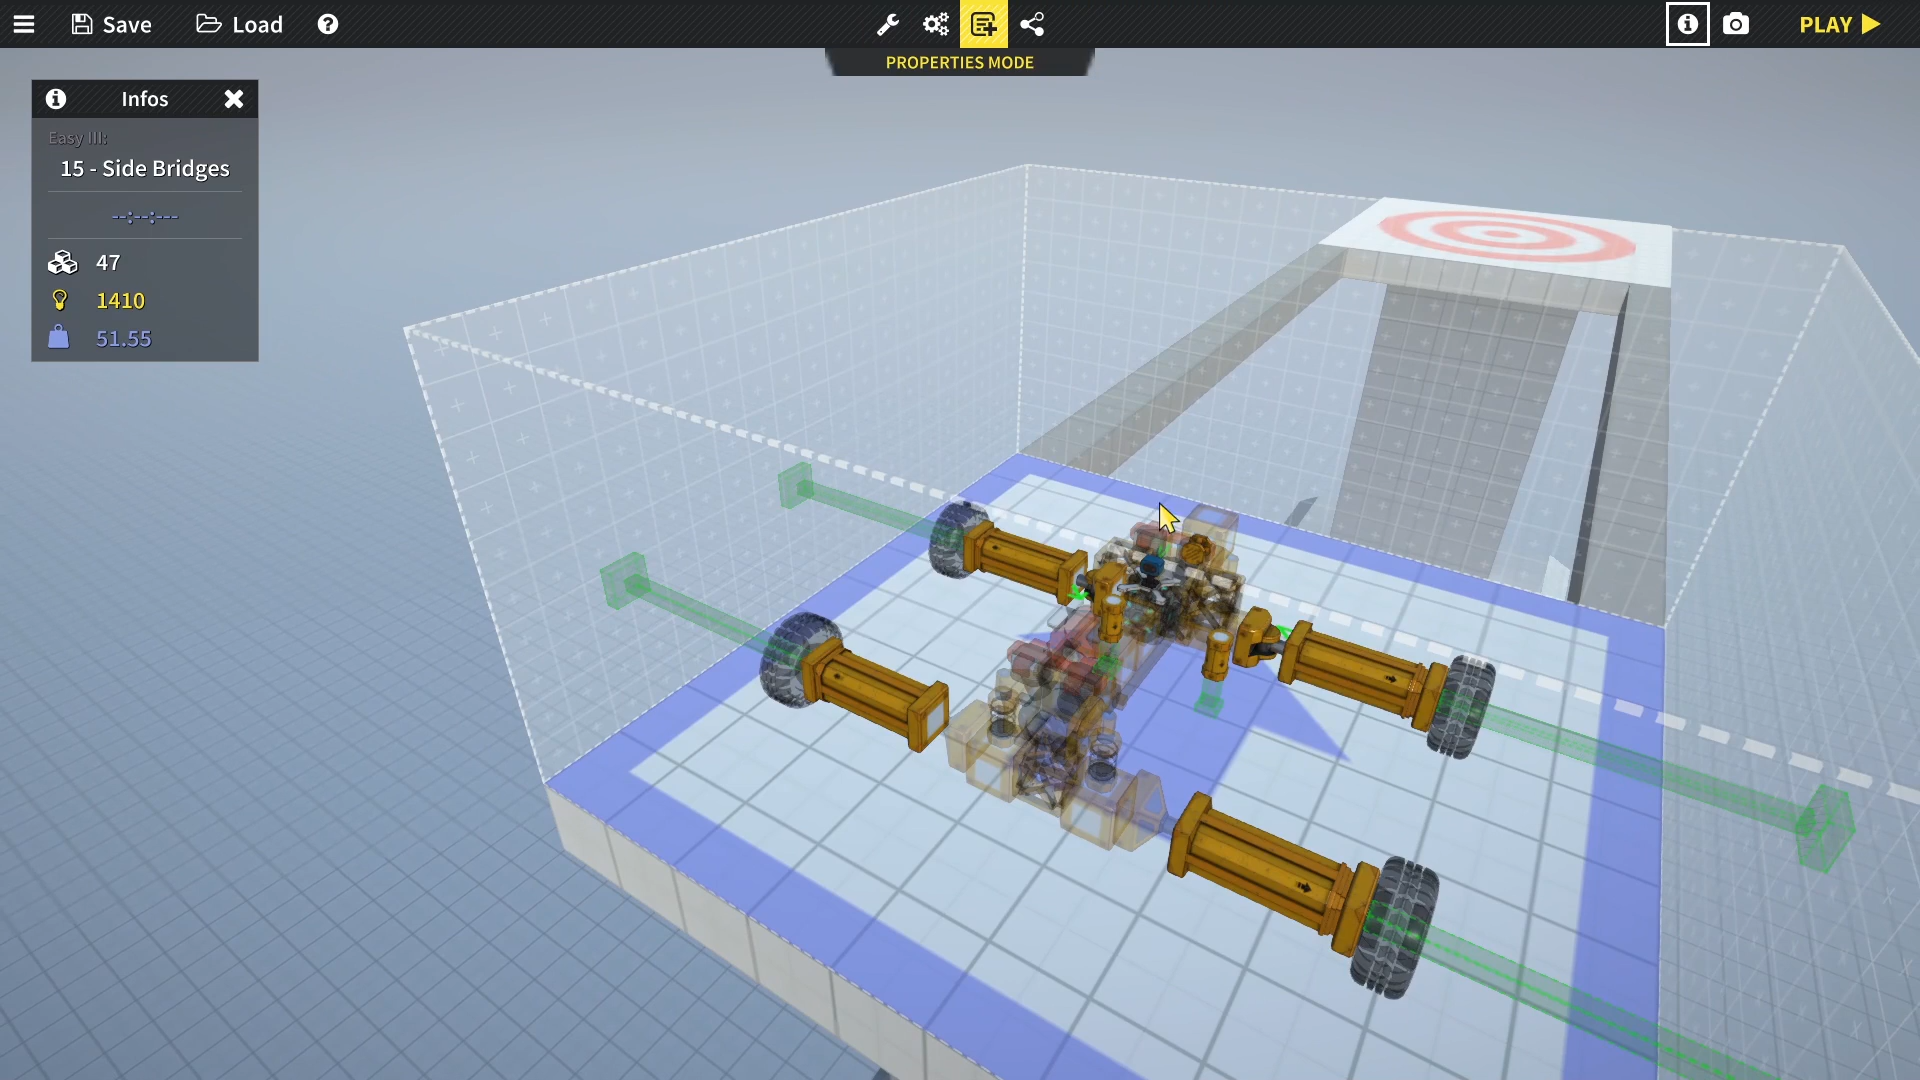 Save
Load
PLAY
PROPERTIES MODE
Infos
Easy III:
15 - Side Bridges
--:--:---
47
1410
51.55